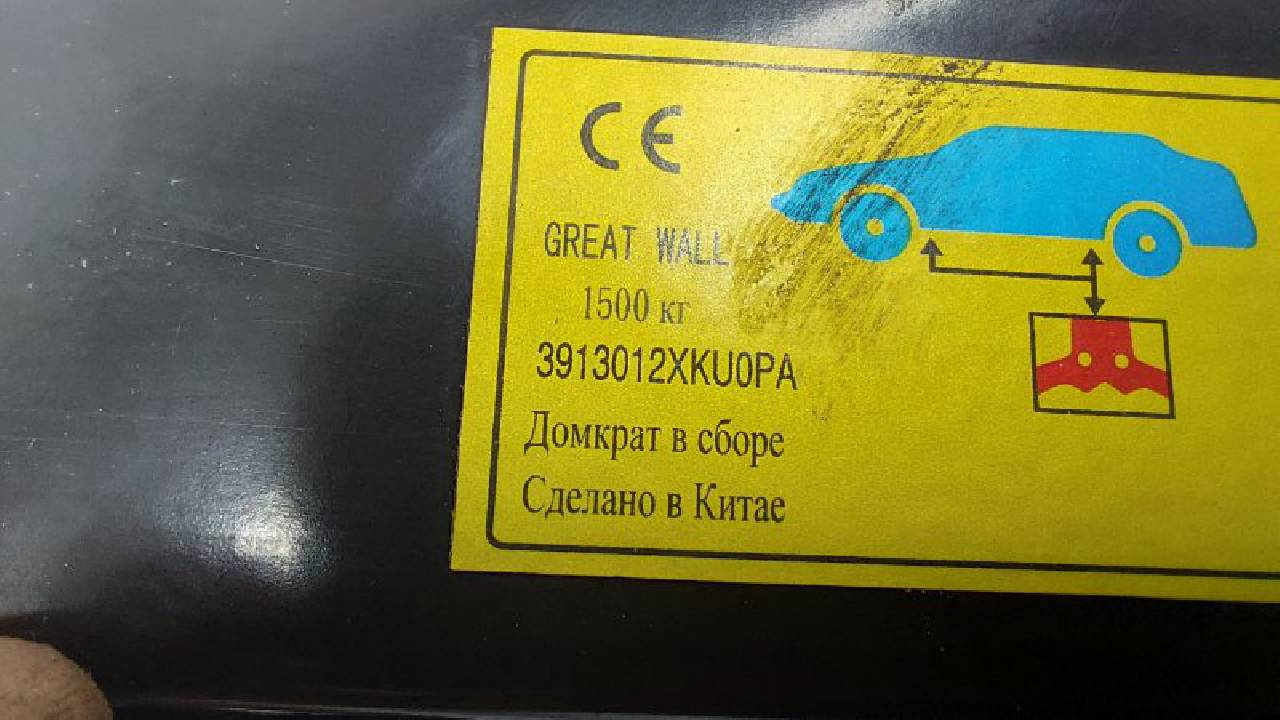 CE
GREAT WALL
1500 кг
3913012XKU0PA
Домкрат в сборе
Сделано в Китае